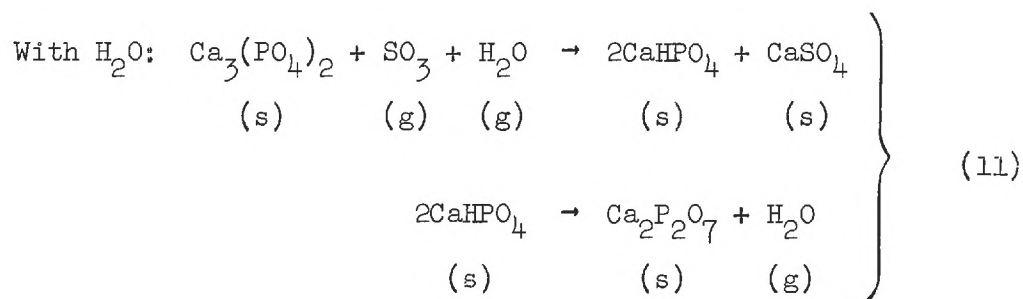 With H₂O: Ca₃(PO₄)₂ + SO₃ + H₂O → 2CaHPO₄ + CaSO₄
(s) (g) (g) (s) (s)
(11)
2CaHPO₄ → Ca₂P₂O₇ + H₂O
(s) (s) (g)